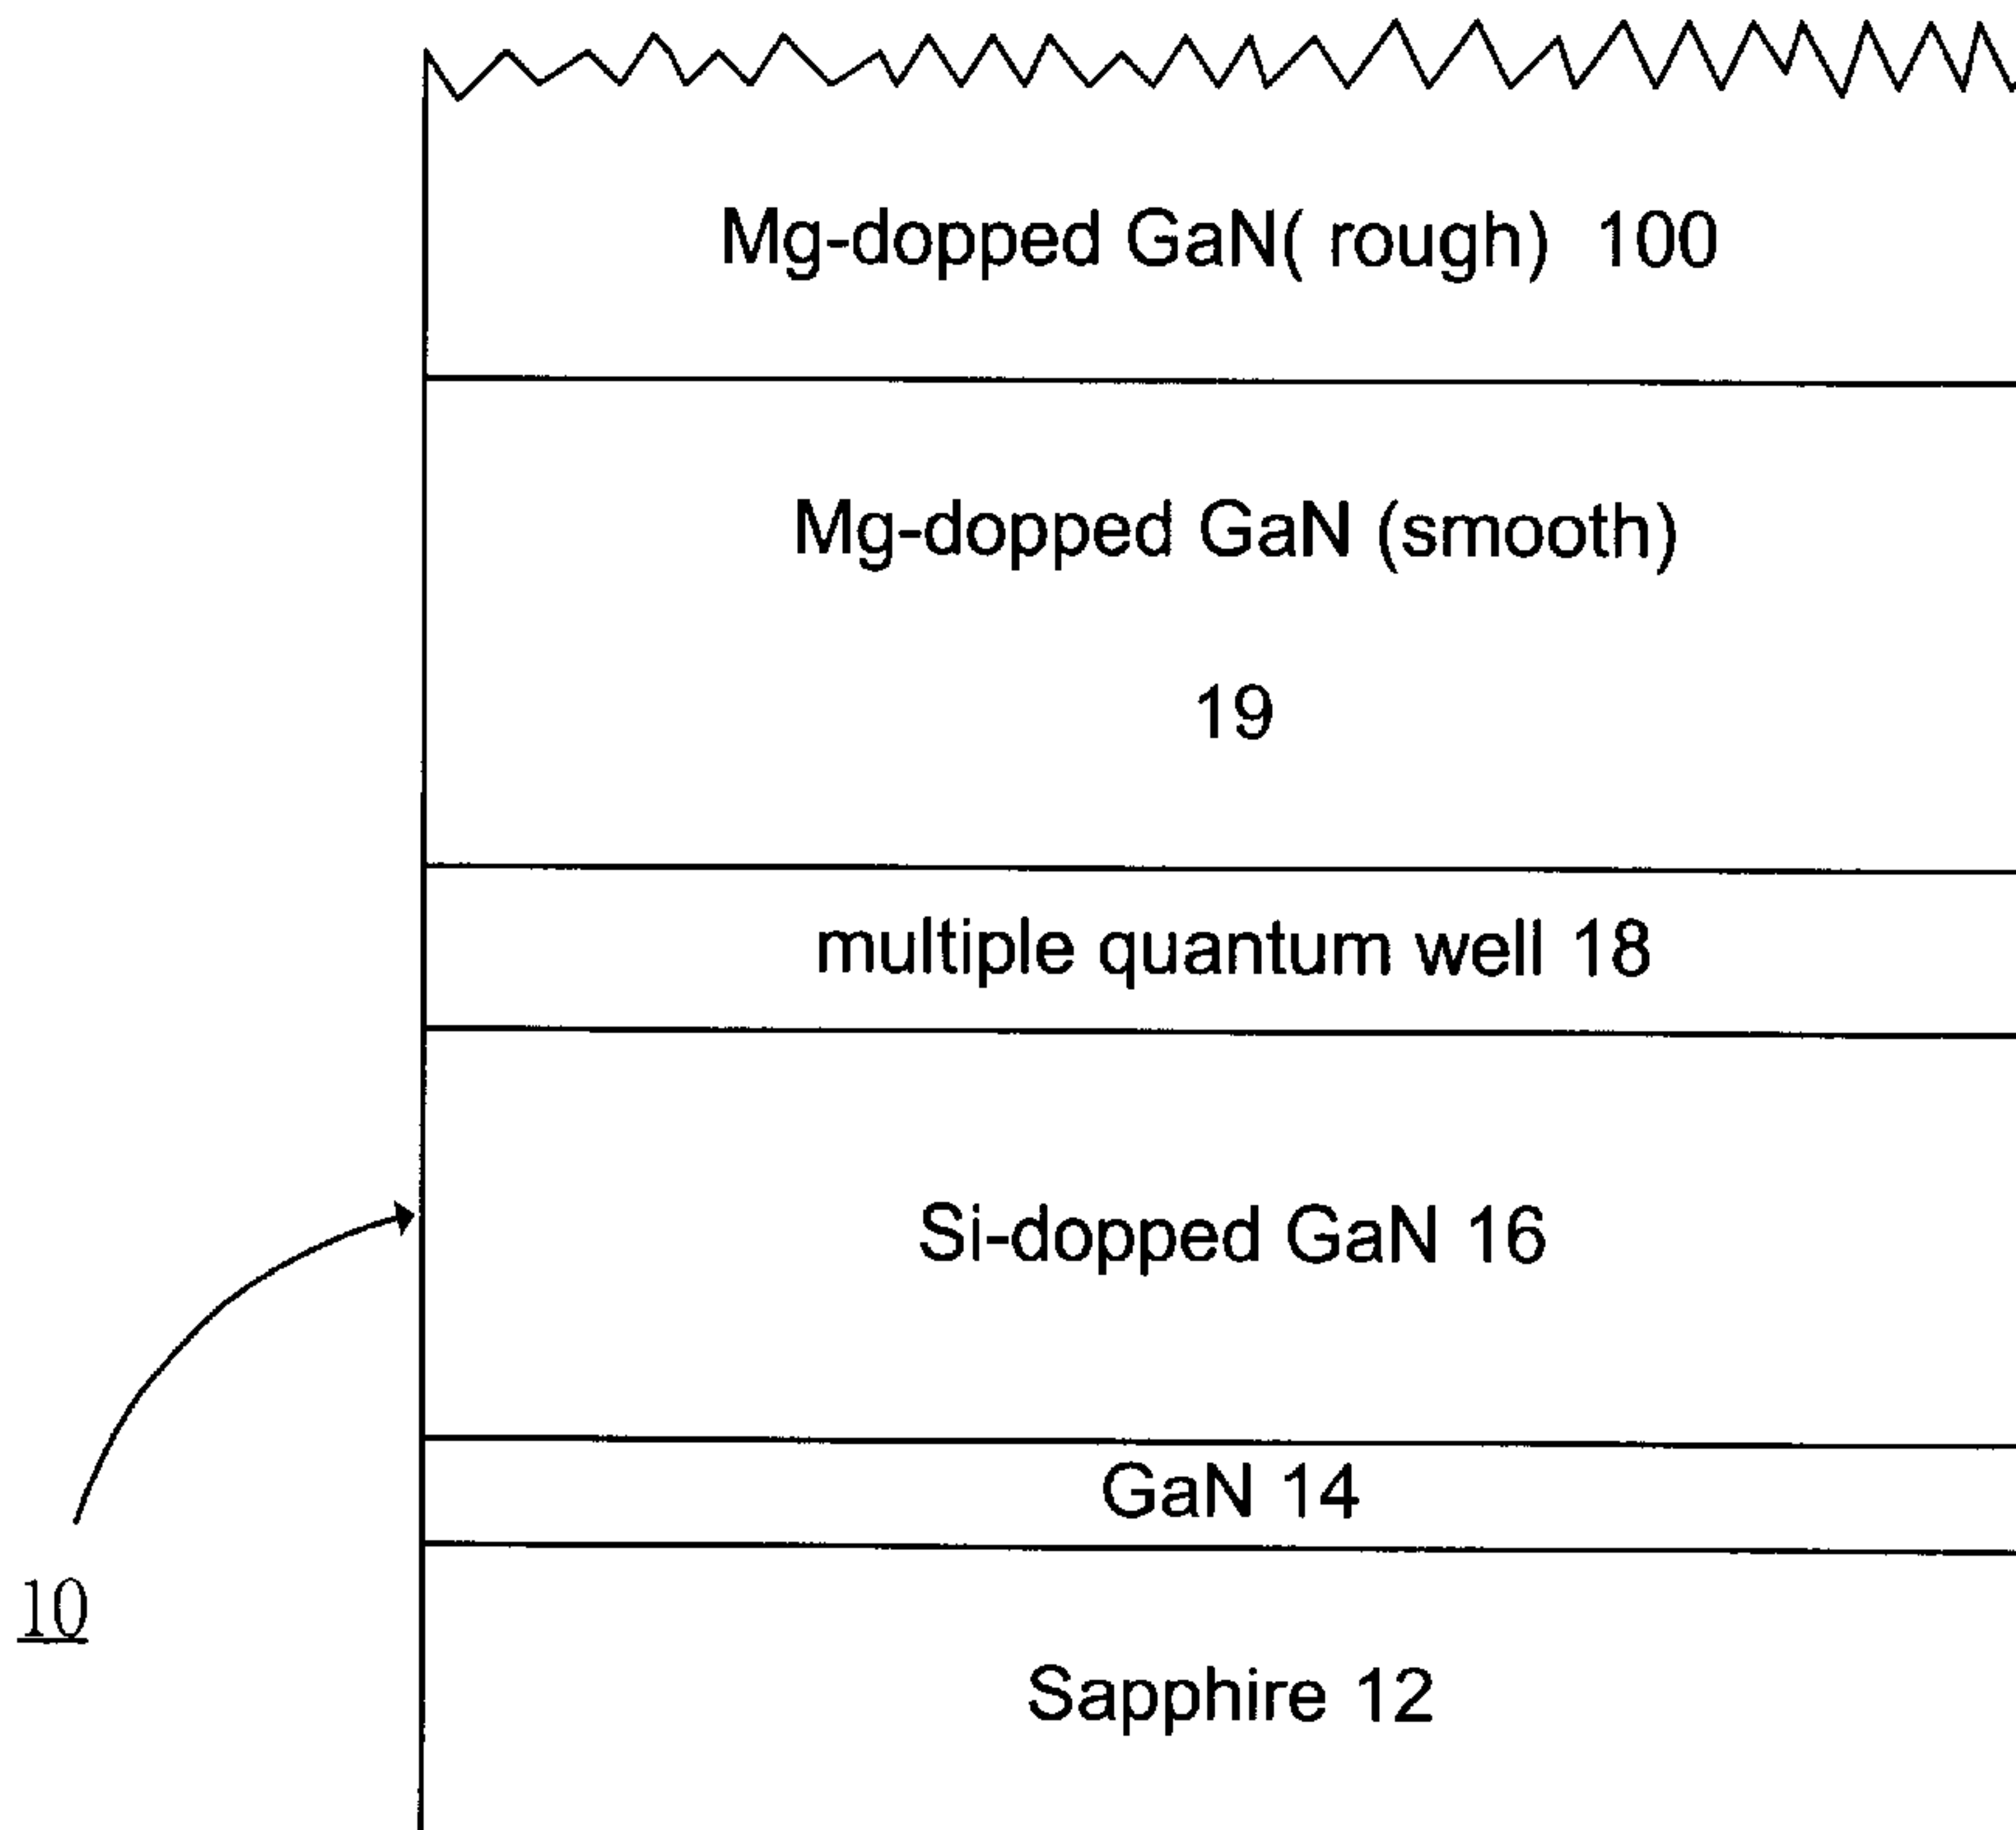 Mg-dopped GaN( rough) 100
Mg-dopped GaN (smooth)
19
multiple quantum well 18
Si-dopped GaN 16
GaN 14
10
Sapphire 12